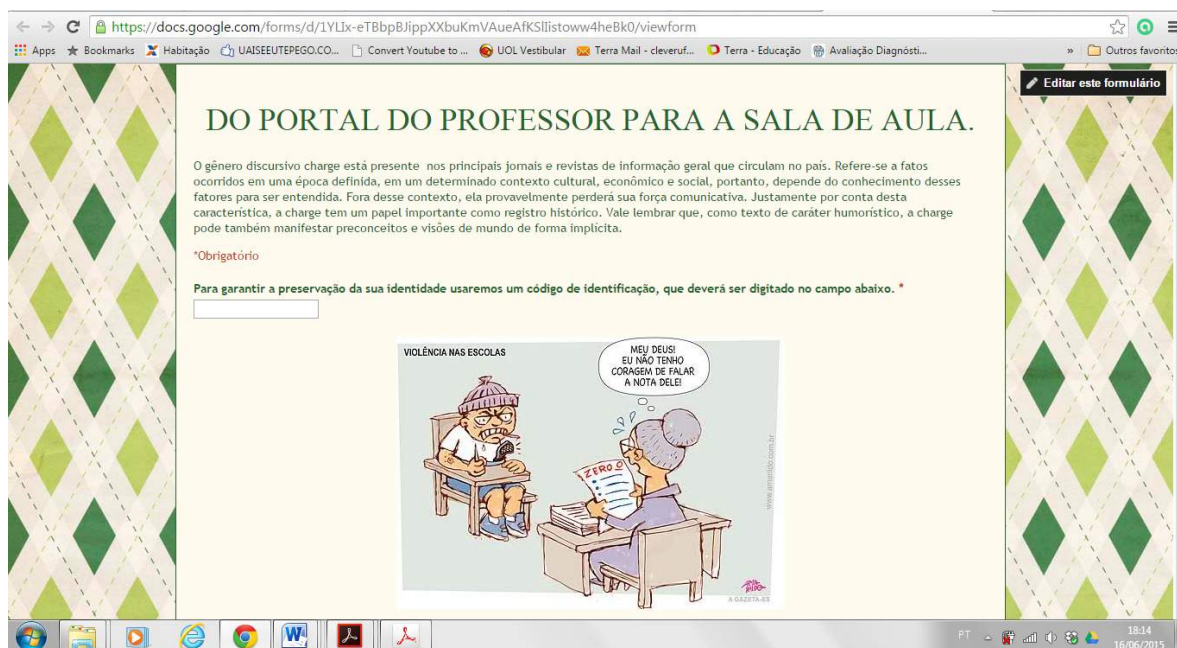 https://docs.google.com/forms/d/1YLIx-eTBbpBJippXXbuKmVAueAfKSlIistoww4heBk0/viewform
Apps Bookmarks Habitação UAISEEUTEPEGO.CO... Convert Youtube to ... UOL Vestibular Terra Mail - cleveruf... Terra - Educação Avaliação Diagnósti... » Outros favoritos
Editar este formulário
DO PORTAL DO PROFESSOR PARA A SALA DE AULA.
O gênero discursivo charge está presente nos principais jornais e revistas de informação geral que circulam no país. Refere-se a fatos
ocorridos em uma época definida, em um determinado contexto cultural, econômico e social, portanto, depende do conhecimento desses
fatores para ser entendida. Fora desse contexto, ela provavelmente perderá sua força comunicativa. Justamente por conta desta
característica, a charge tem um papel importante como registro histórico. Vale lembrar que, como texto de caráter humorístico, a charge
pode também manifestar preconceitos e visões de mundo de forma implícita.
*Obrigatório
Para garantir a preservação da sua identidade usaremos um código de identificação, que deverá ser digitado no campo abaixo. *
VIOLÊNCIA NAS ESCOLAS
MEU DEUS!
EU NÃO TENHO
CORAGEM DE FALAR
A NOTA DELE!
ZERO 0
www.amarildo.com.br
AMARILDO
A GAZETA-ES
PT
18:14
16/06/2015